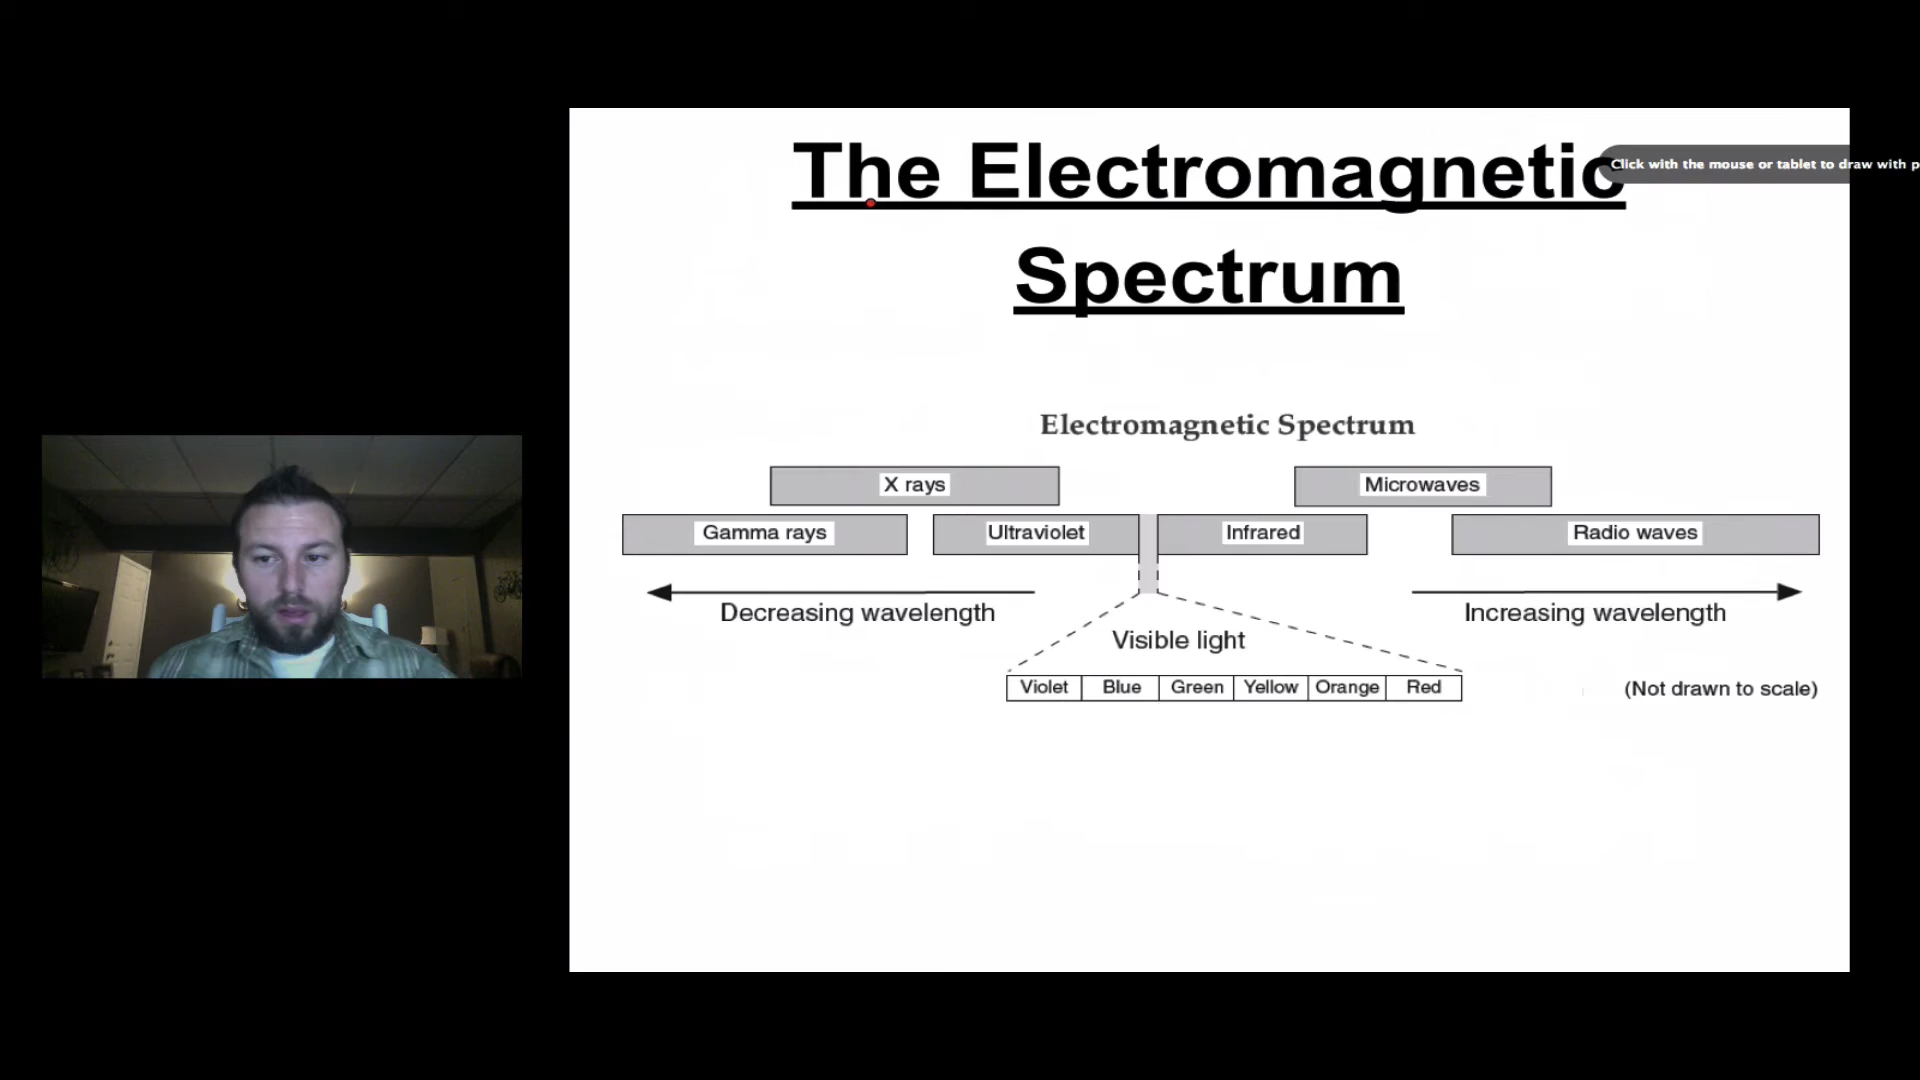 The Electromagnetic
Spectrum
Click with the mouse or tablet to draw with p
Electromagnetic Spectrum
X rays
Microwaves
Gamma rays
Ultraviolet
Infrared
Radio waves
Decreasing wavelength
Increasing wavelength
Visible light
Violet Blue Green Yellow Orange Red
(Not drawn to scale)